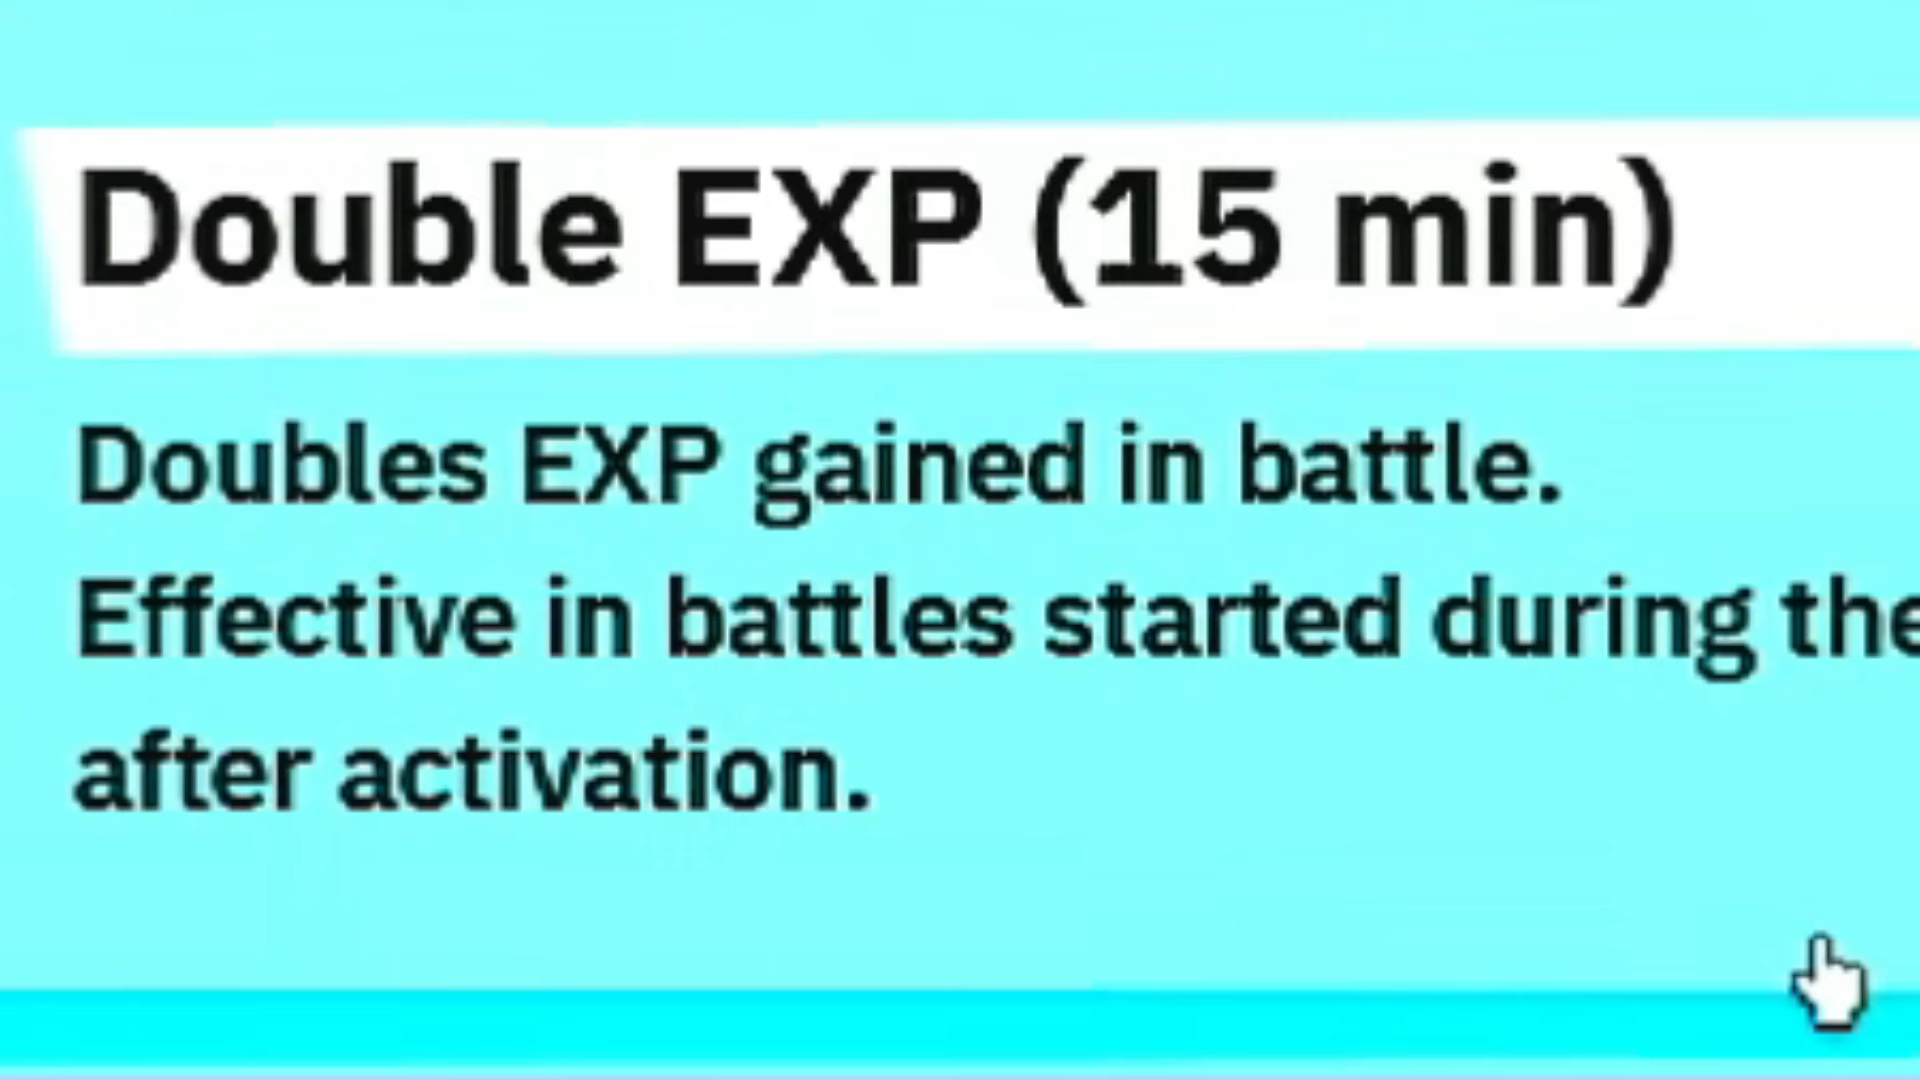 Double EXP (15 min)
Doubles EXP gained in battle.
Effective in battles started during the
after activation.